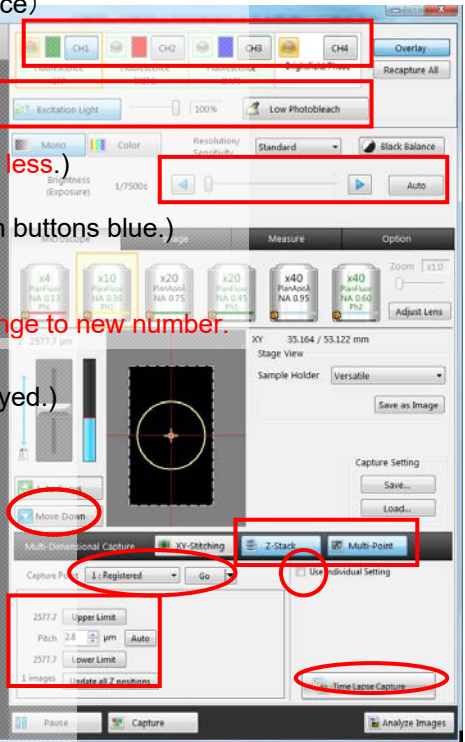 ce)
CH1 CH2 CH3 CH4 Overlay
Fluorescence Fluorescence Fluorescence Brightfield/Phase Recapture All
Excitation Light 100% Low Photobleach
Mono Color Resolution/ Sensitivity Standard Black Balance
less.)
Brightness (Exposure) 1/7500s Auto
n buttons blue.)
Microscope Measure Option
x4 PlanFluor NA 0.13 Ph1
x10 PlanFluor NA 0.30 Ph1
x20 PlanApoλ NA 0.75
x20 PlanFluor NA 0.45 Ph1
x40 PlanApoλ NA 0.95
x40 PlanFluor NA 0.60 Ph2
Zoom x1.0
Adjust Lens
nge to new number.
Z 2577.7 μm
XY 35.164 / 53.122 mm
Stage View
Sample Holder Versatile
yed.)
Save as Image
Capture Setting
Save...
Move Down
Load...
Multi-Dimensional Capture XY-Stitching Z-Stack Multi-Point
Capture Point 1 : Registered Go Use Individual Setting
2577.7 Upper Limit
Pitch 2.8 μm Auto
2577.7 Lower Limit
1 images Update all Z positions
Time Lapse Capture
Pause Capture Analyze Images